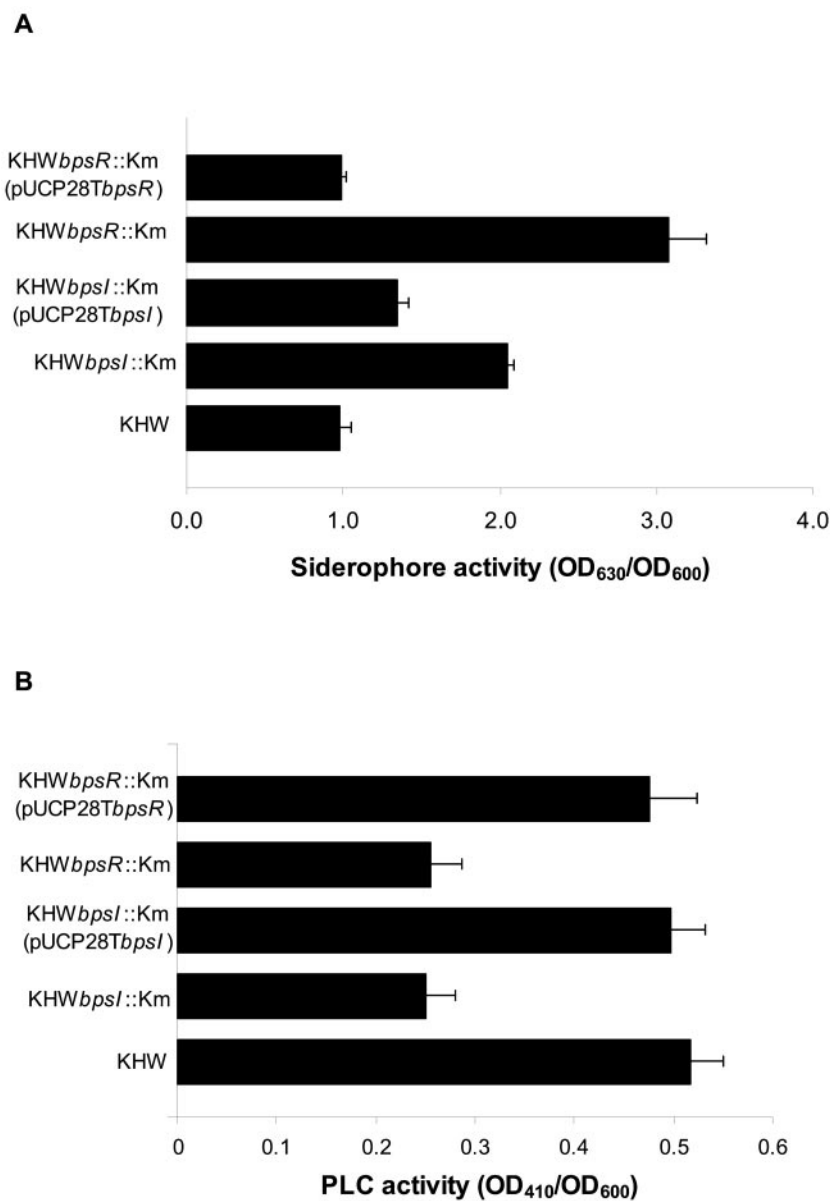 A
KHWbpsR::Km
(pUCP28TbpsR)
KHWbpsR::Km
KHWbpsI::Km
(pUCP28TbpsI)
KHWbpsI::Km
KHW
0.0 1.0 2.0 3.0 4.0
Siderophore activity (OD630/OD600)
B
KHWbpsR::Km
(pUCP28TbpsR)
KHWbpsR::Km
KHWbpsI::Km
(pUCP28TbpsI)
KHWbpsI::Km
KHW
0 0.1 0.2 0.3 0.4 0.5 0.6
PLC activity (OD410/OD600)